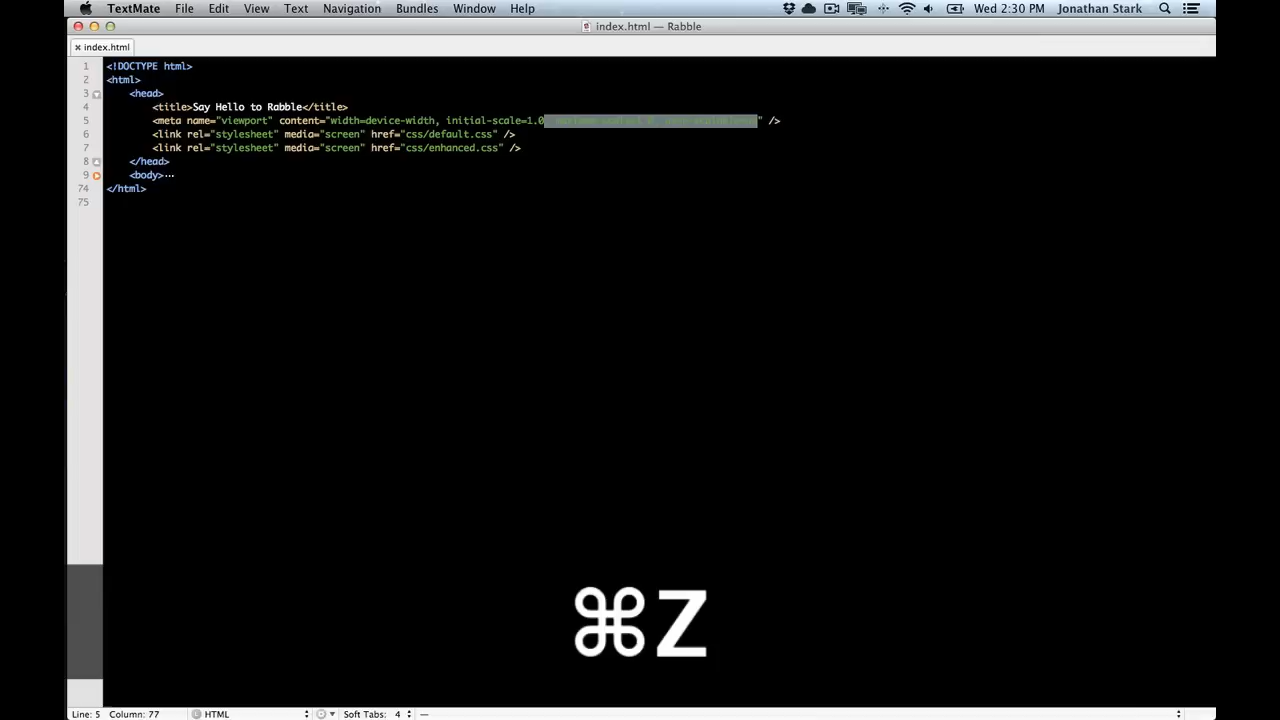 TextMate File Edit View Text Navigation Bundles Window Help Wed 2:30 PM Jonathan Stark
index.html — Rabble
× index.html
1 <!DOCTYPE html>
2 <html>
3 <head>
4 <title>Say Hello to Rabble</title>
5 <meta name="viewport" content="width=device-width, initial-scale=1.0 " />
6 <link rel="stylesheet" media="screen" href="css/default.css" />
7 <link rel="stylesheet" media="screen" href="css/enhanced.css" />
8 </head>
9 <body>⋯
74 </html>
75
⌘Z
Line: 5 Column: 77 HTML Soft Tabs: 4 —